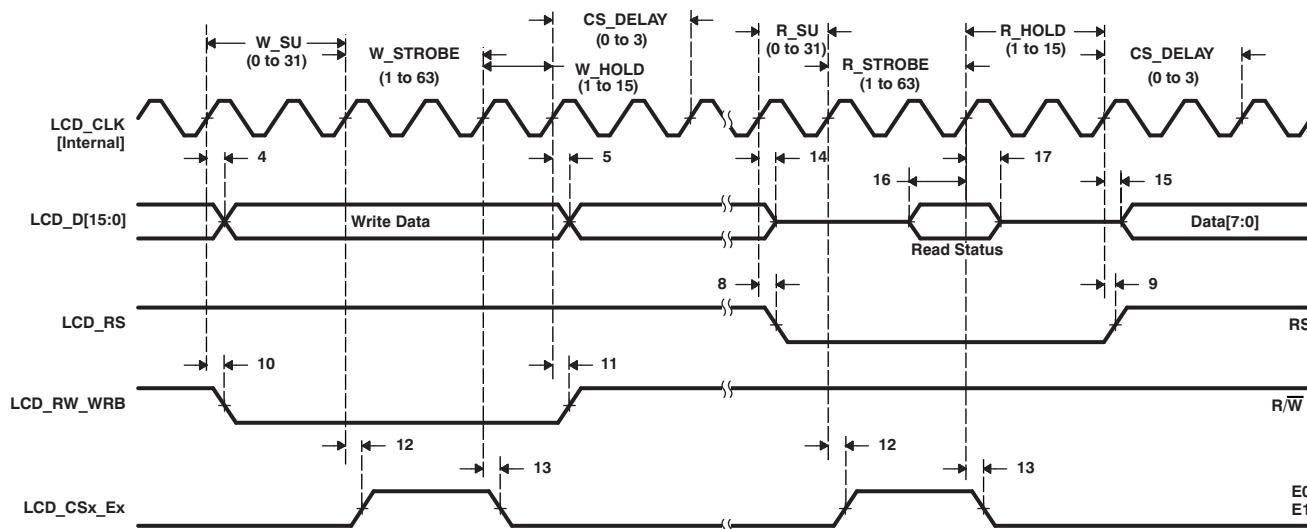 CS_DELAY
(0 to 3)
R_SU
(0 to 31)
R_HOLD
(1 to 15)
W_SU
(0 to 31)
W_STROBE
(1 to 63)
W_HOLD
(1 to 15)
R_STROBE
(1 to 63)
CS_DELAY
(0 to 3)
LCD_CLK
[Internal]
4
5
14
17
16
15
LCD_D[15:0]
Write Data
Data[7:0]
Read Status
8
9
LCD_RS
RS
10
11
LCD_RW_WRB
R/W̅
12
13
12
13
LCD_CSx_Ex
E0
E1